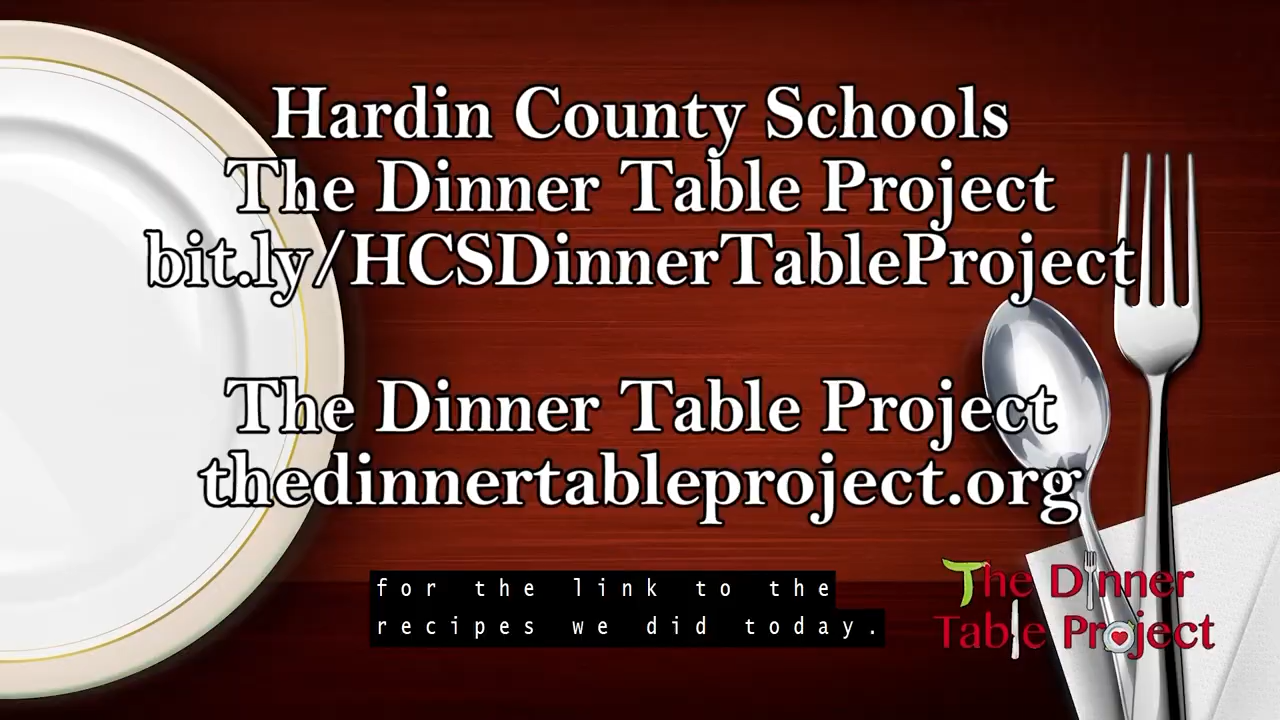 Hardin County Schools
The Dinner Table Project
bit.ly/HCSDinnerTableProject
The Dinner Table Project
thedinnertableproject.org
for the link to the
recipes we did today.
The Dinner
Table Project